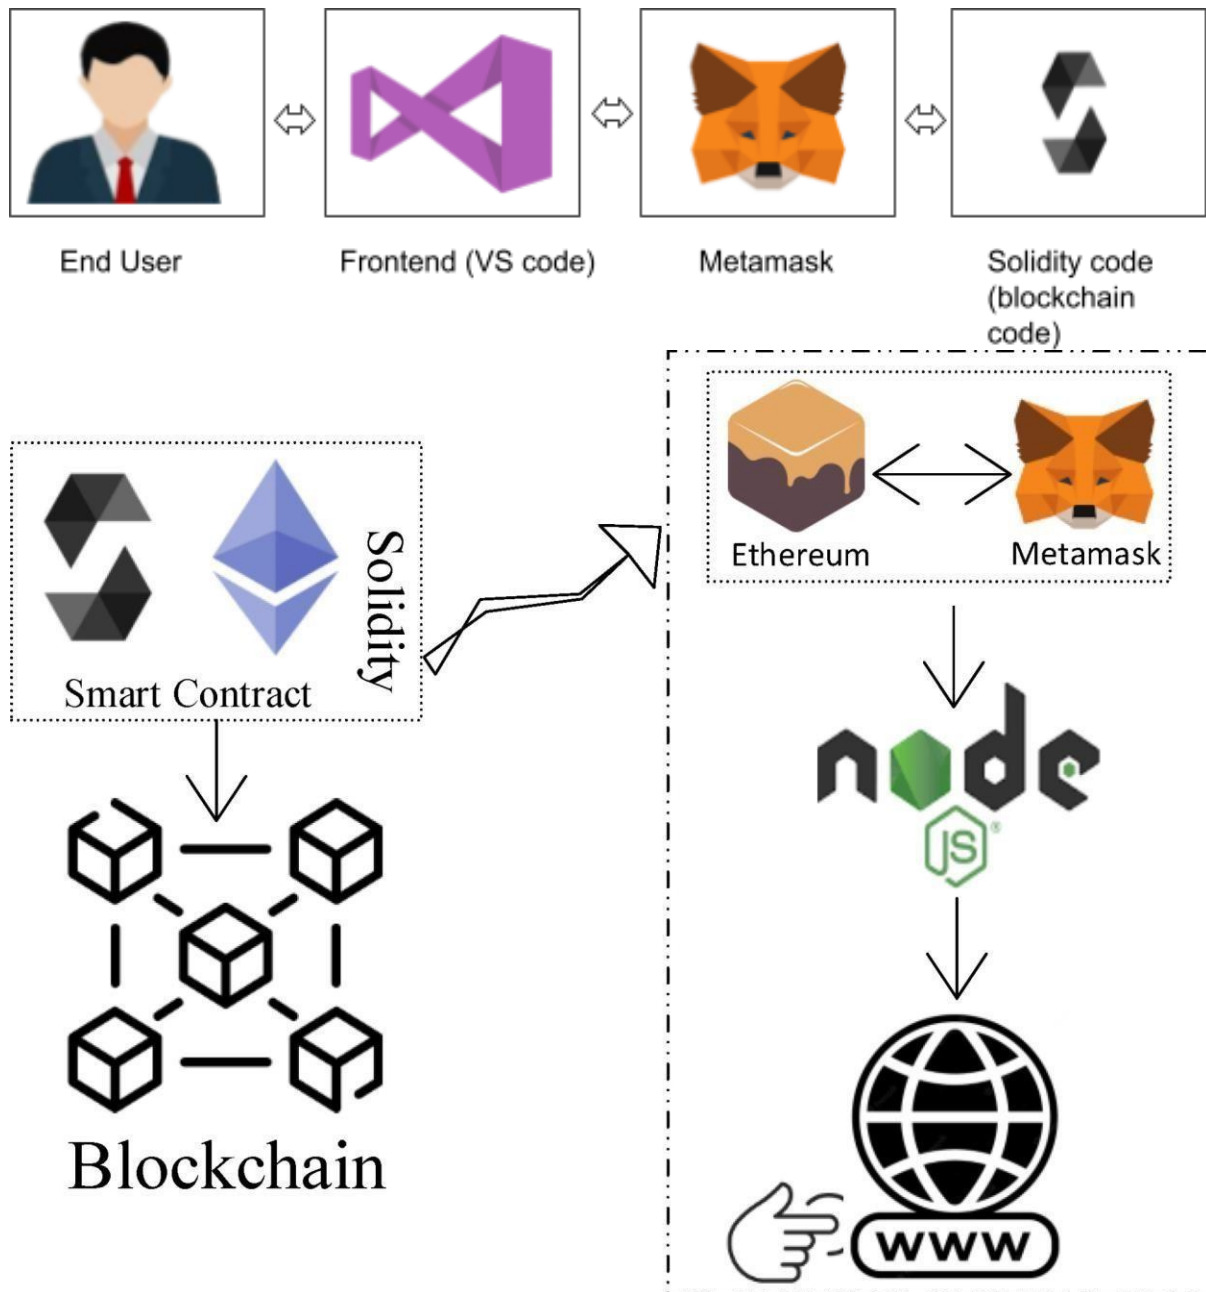 End User
Frontend (VS code)
Metamask
Solidity code
(blockchain
code)
Ethereum
Metamask
Solidity
Smart Contract
node
JS®
Blockchain
WWW